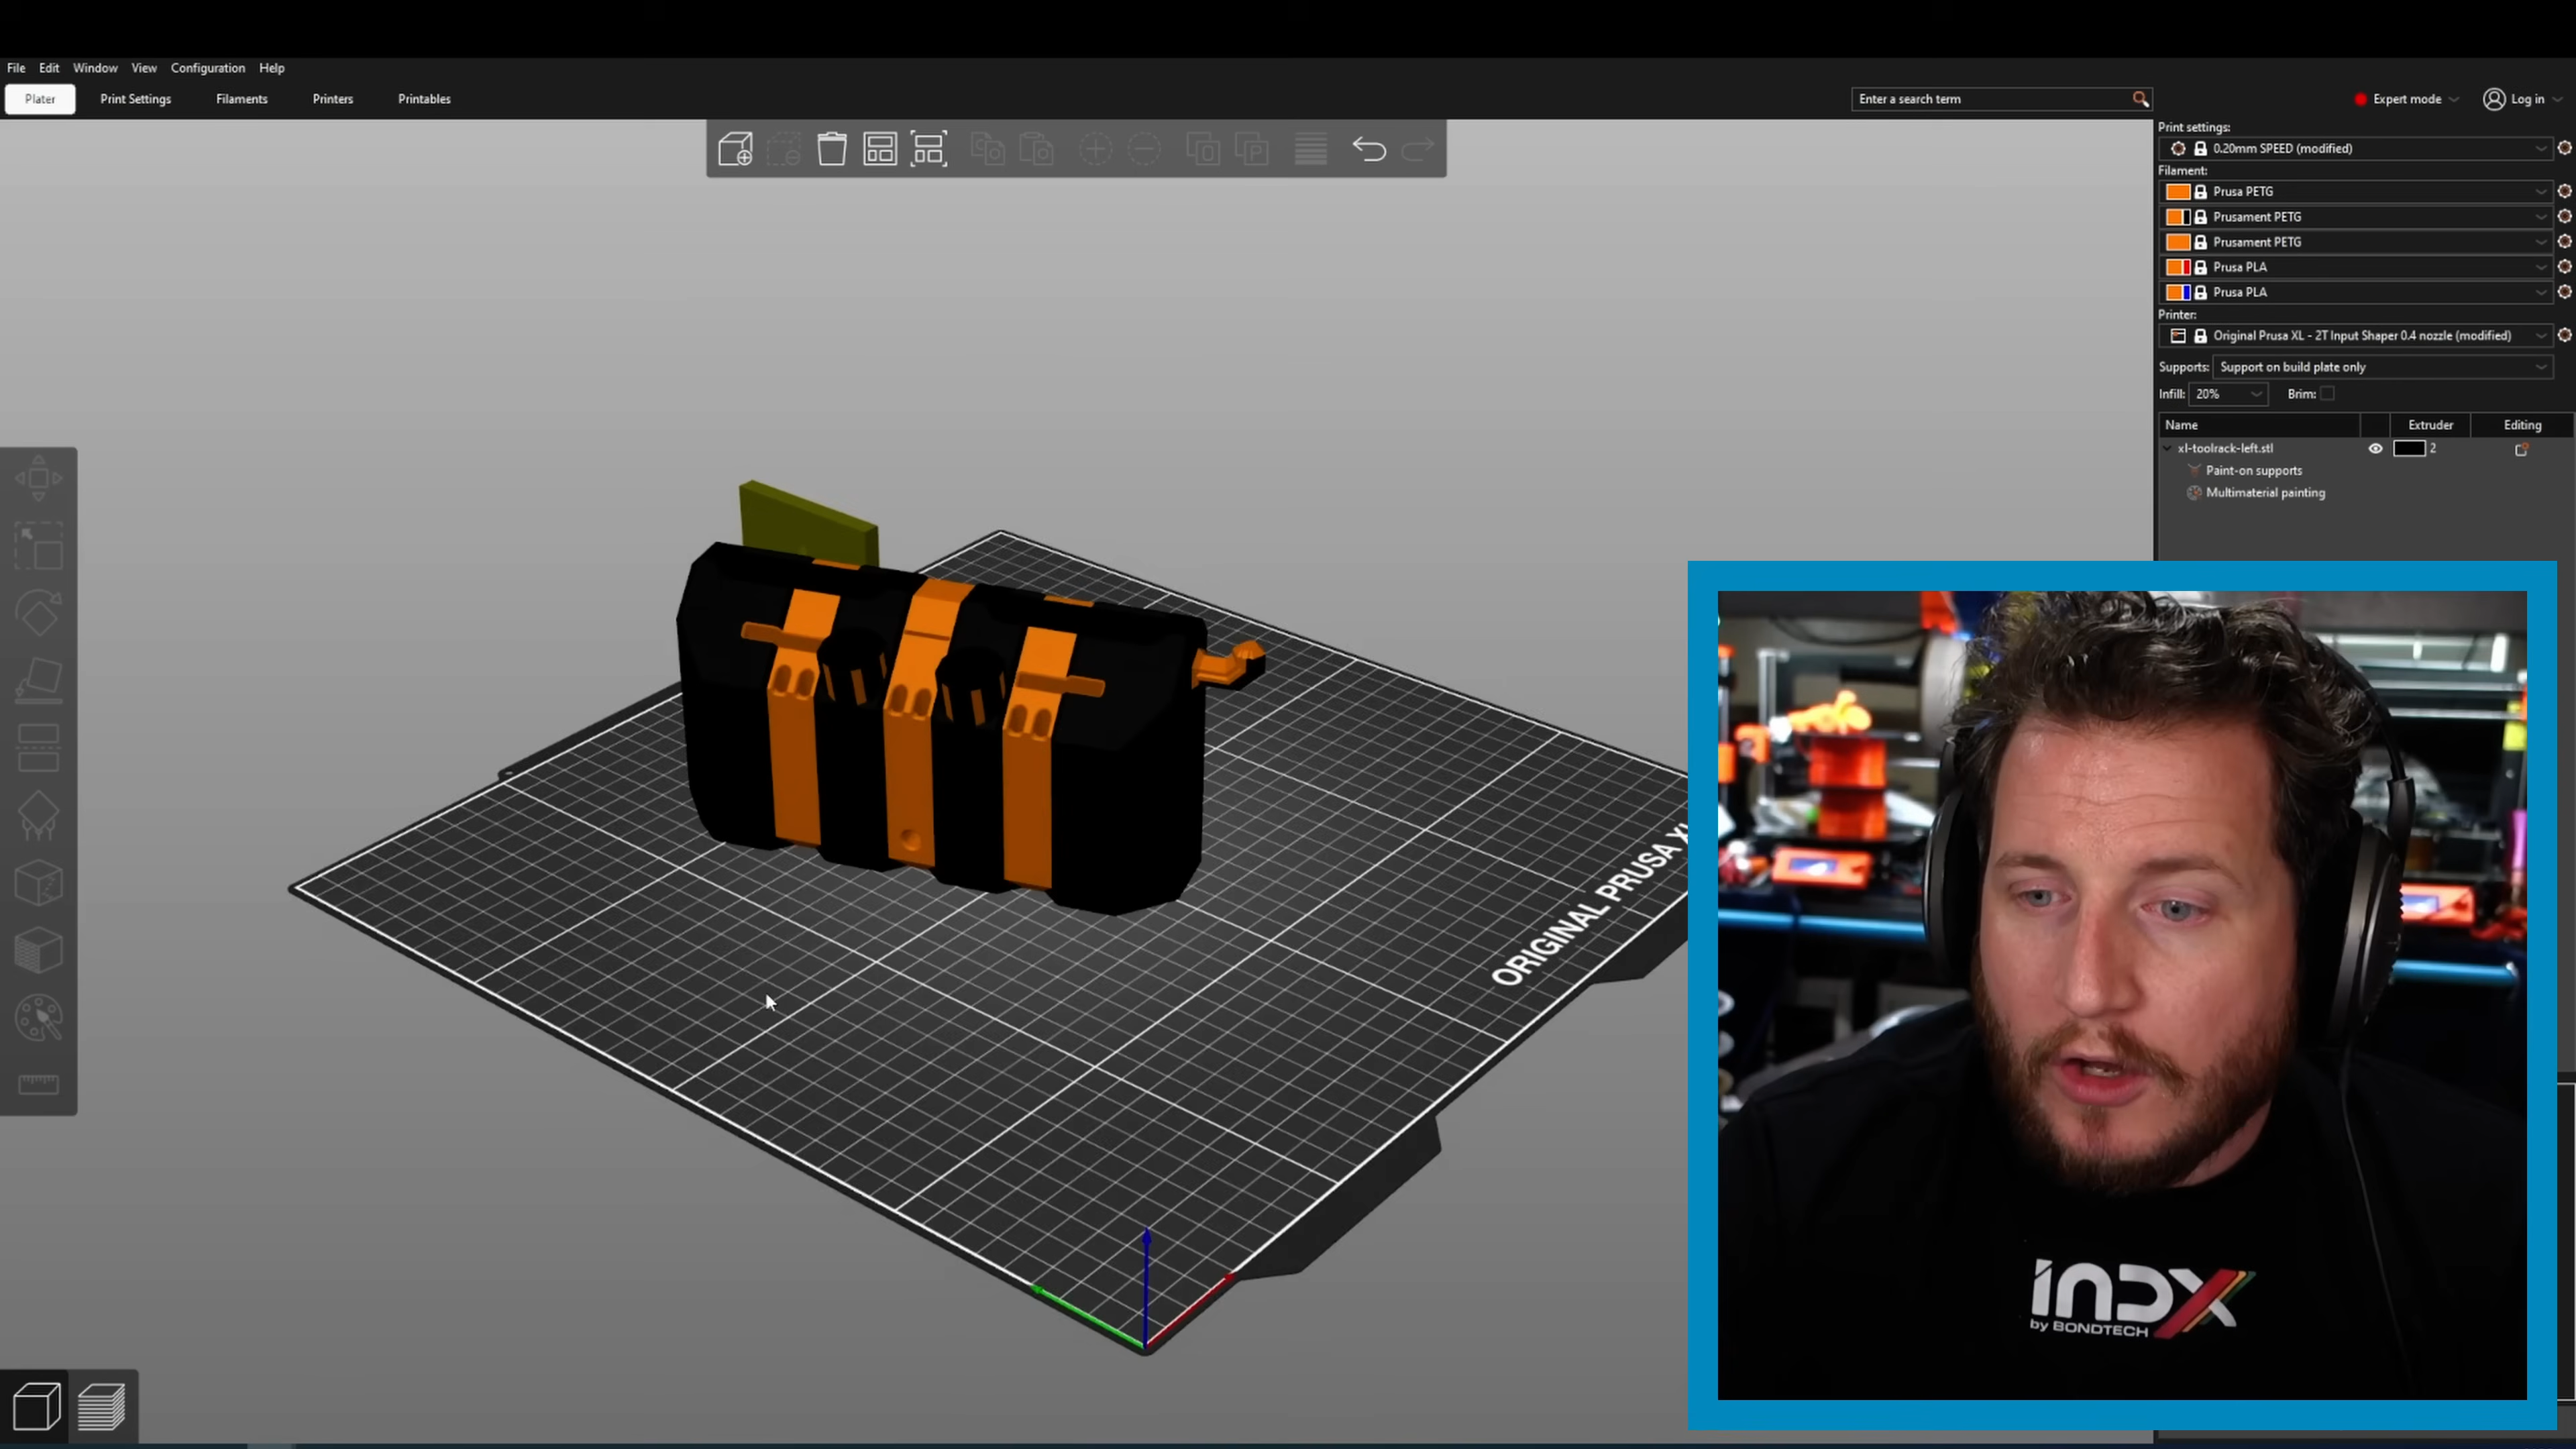 File Edit Window View Configuration Help
Plater Print Settings Filaments Printers Printables Enter a search term Expert mode Log in
Print settings:
0.20mm SPEED (modified)
Filament:
Prusa PETG
Prusament PETG
Prusament PETG
Prusa PLA
Prusa PLA
Printer:
Original Prusa XL - 2T Input Shaper 0.4 nozzle (modified)
Supports: Support on build plate only
Infill: 20% Brim:
Name Extruder Editing
xl-toolrack-left.stl 2
Paint-on supports
Multimaterial painting
ORIGINAL PRUSA XL
INDX
by BONDTECH